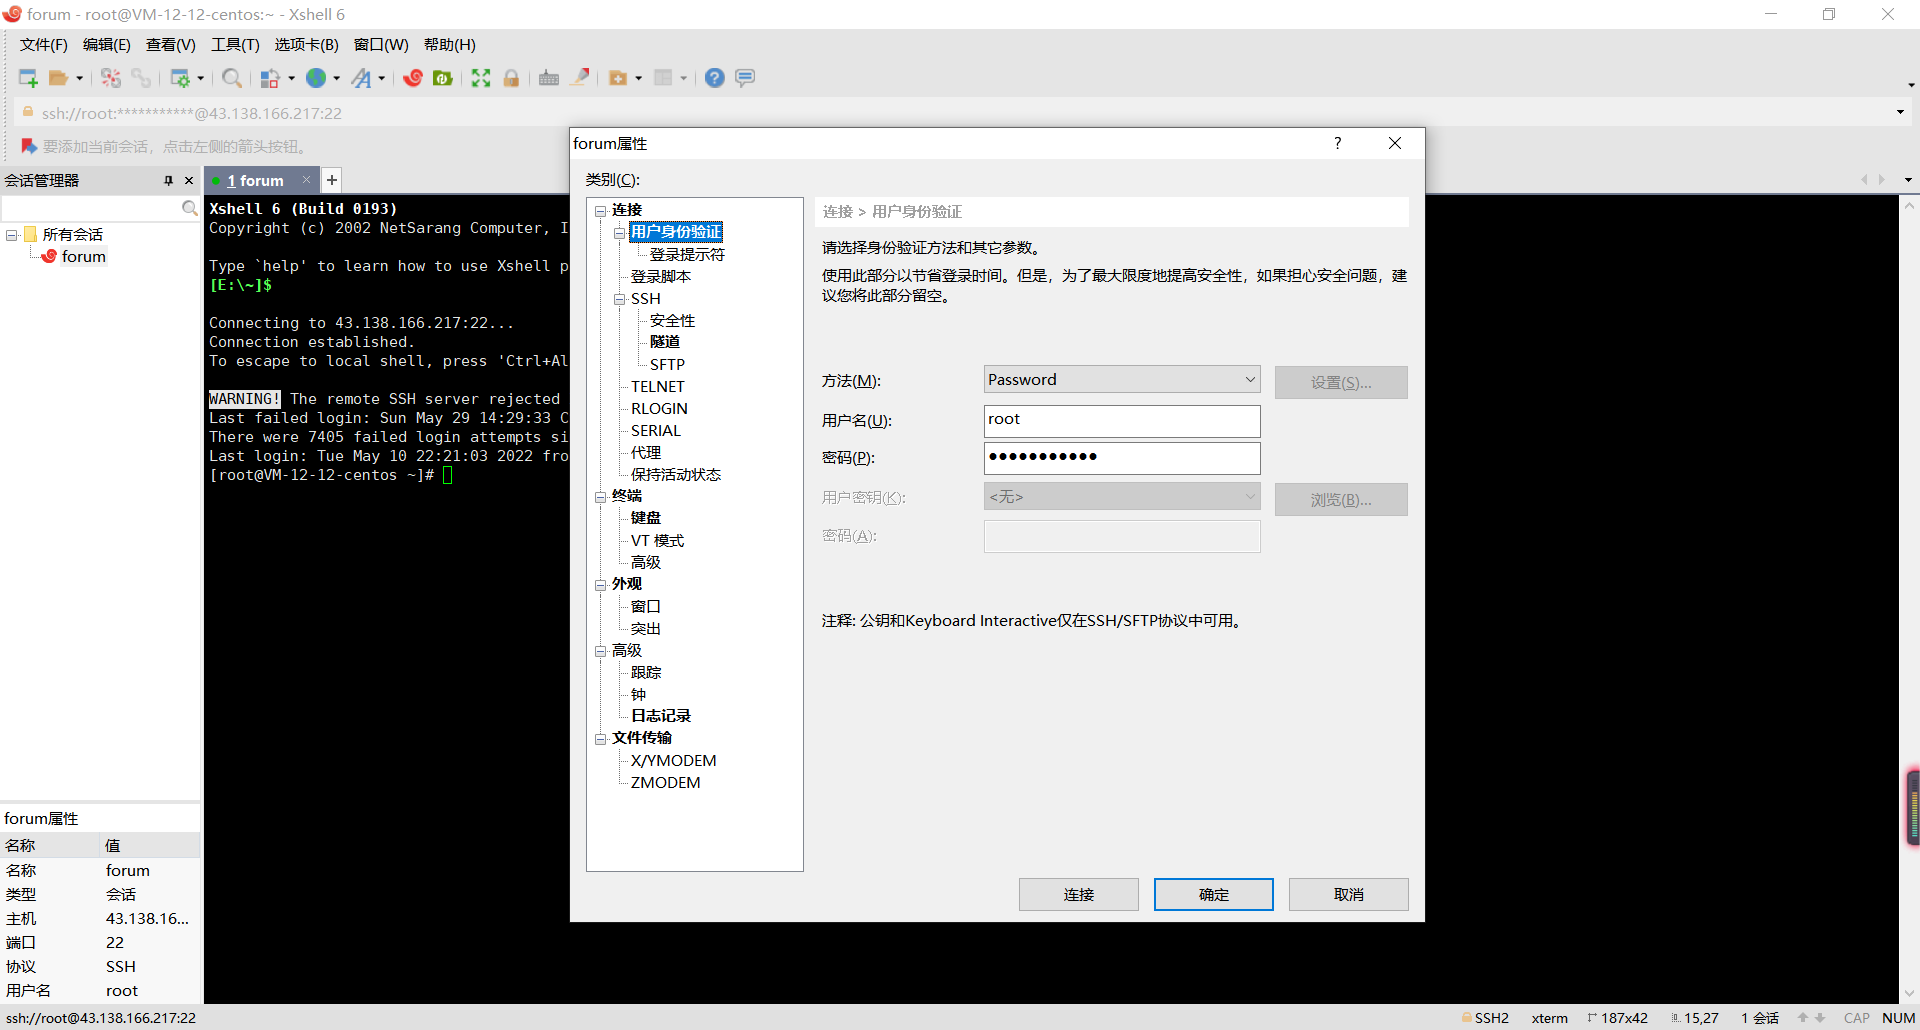 forum - root@VM-12-12-centos:~ - Xshell 6
文件(F) 编辑(E) 查看(V) 工具(T) 选项卡(B) 窗口(W) 帮助(H)
ssh://root:***********@43.138.166.217:22
要添加当前会话，点击左侧的箭头按钮。
会话管理器
所有会话
forum
1 forum
Xshell 6 (Build 0193)
Copyright (c) 2002 NetSarang Computer, I
Type `help' to learn how to use Xshell p
[E:\~]$
Connecting to 43.138.166.217:22...
Connection established.
To escape to local shell, press 'Ctrl+Al
WARNING! The remote SSH server rejected
Last failed login: Sun May 29 14:29:33 C
There were 7405 failed login attempts si
Last login: Tue May 10 22:21:03 2022 fro
[root@VM-12-12-centos ~]#
forum属性
类别(C):
连接
用户身份验证
登录提示符
登录脚本
SSH
安全性
隧道
SFTP
TELNET
RLOGIN
SERIAL
代理
保持活动状态
终端
键盘
VT 模式
高级
外观
窗口
突出
高级
跟踪
钟
日志记录
文件传输
X/YMODEM
ZMODEM
连接 > 用户身份验证
请选择身份验证方法和其它参数。
使用此部分以节省登录时间。但是，为了最大限度地提高安全性，如果担心安全问题，建
议您将此部分留空。
方法(M): Password 设置(S)...
用户名(U): root
密码(P): ●●●●●●●●●●●
用户密钥(K): <无> 浏览(B)...
密码(A):
注释: 公钥和Keyboard Interactive仅在SSH/SFTP协议中可用。
连接 确定 取消
forum属性
名称 值
名称 forum
类型 会话
主机 43.138.16...
端口 22
协议 SSH
用户名 root
ssh://root@43.138.166.217:22 SSH2 xterm 187x42 15,27 1 会话 CAP NUM